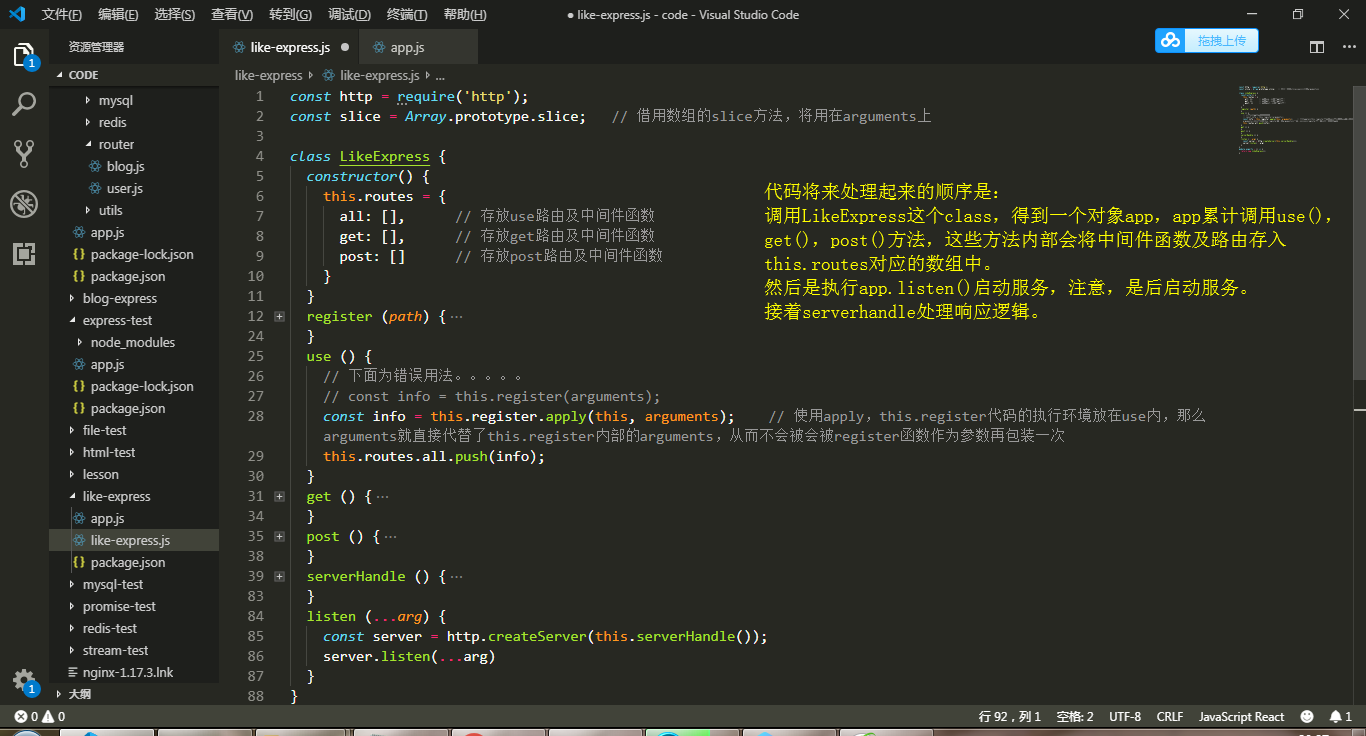 文件(F) 编辑(E) 选择(S) 查看(V) 转到(G) 调试(D) 终端(T) 帮助(H) ● like-express.js - code - Visual Studio Code
拖拽上传
资源管理器
like-express.js ●
app.js
1
CODE
mysql
redis
router
blog.js
user.js
utils
app.js
package-lock.json
package.json
blog-express
express-test
node_modules
app.js
package-lock.json
package.json
file-test
html-test
lesson
like-express
app.js
like-express.js
package.json
mysql-test
promise-test
redis-test
stream-test
nginx-1.17.3.lnk
大纲
1
like-express › like-express.js › ...
1 const http = require('http');
2 const slice = Array.prototype.slice; // 借用数组的slice方法，将用在arguments上
3
4 class LikeExpress {
5 constructor() {
6 this.routes = {
7 all: [], // 存放use路由及中间件函数
8 get: [], // 存放get路由及中间件函数
9 post: [] // 存放post路由及中间件函数
10 }
11 }
12 register (path) {···
24 }
25 use () {
26 // 下面为错误用法。。。。。
27 // const info = this.register(arguments);
28 const info = this.register.apply(this, arguments); // 使用apply，this.register代码的执行环境放在use内，那么
arguments就直接代替了this.register内部的arguments，从而不会被会被register函数作为参数再包装一次
29 this.routes.all.push(info);
30 }
31 get () {···
34 }
35 post () {···
38 }
39 serverHandle () {···
83 }
84 listen (...arg) {
85 const server = http.createServer(this.serverHandle());
86 server.listen(...arg)
87 }
88 }
代码将来处理起来的顺序是：
调用LikeExpress这个class，得到一个对象app，app累计调用use()，
get()，post()方法，这些方法内部会将中间件函数及路由存入
this.routes对应的数组中。
然后是执行app.listen()启动服务，注意，是后启动服务。
接着serverhandle处理响应逻辑。
0 0 行 92，列 1 空格: 2 UTF-8 CRLF JavaScript React 1